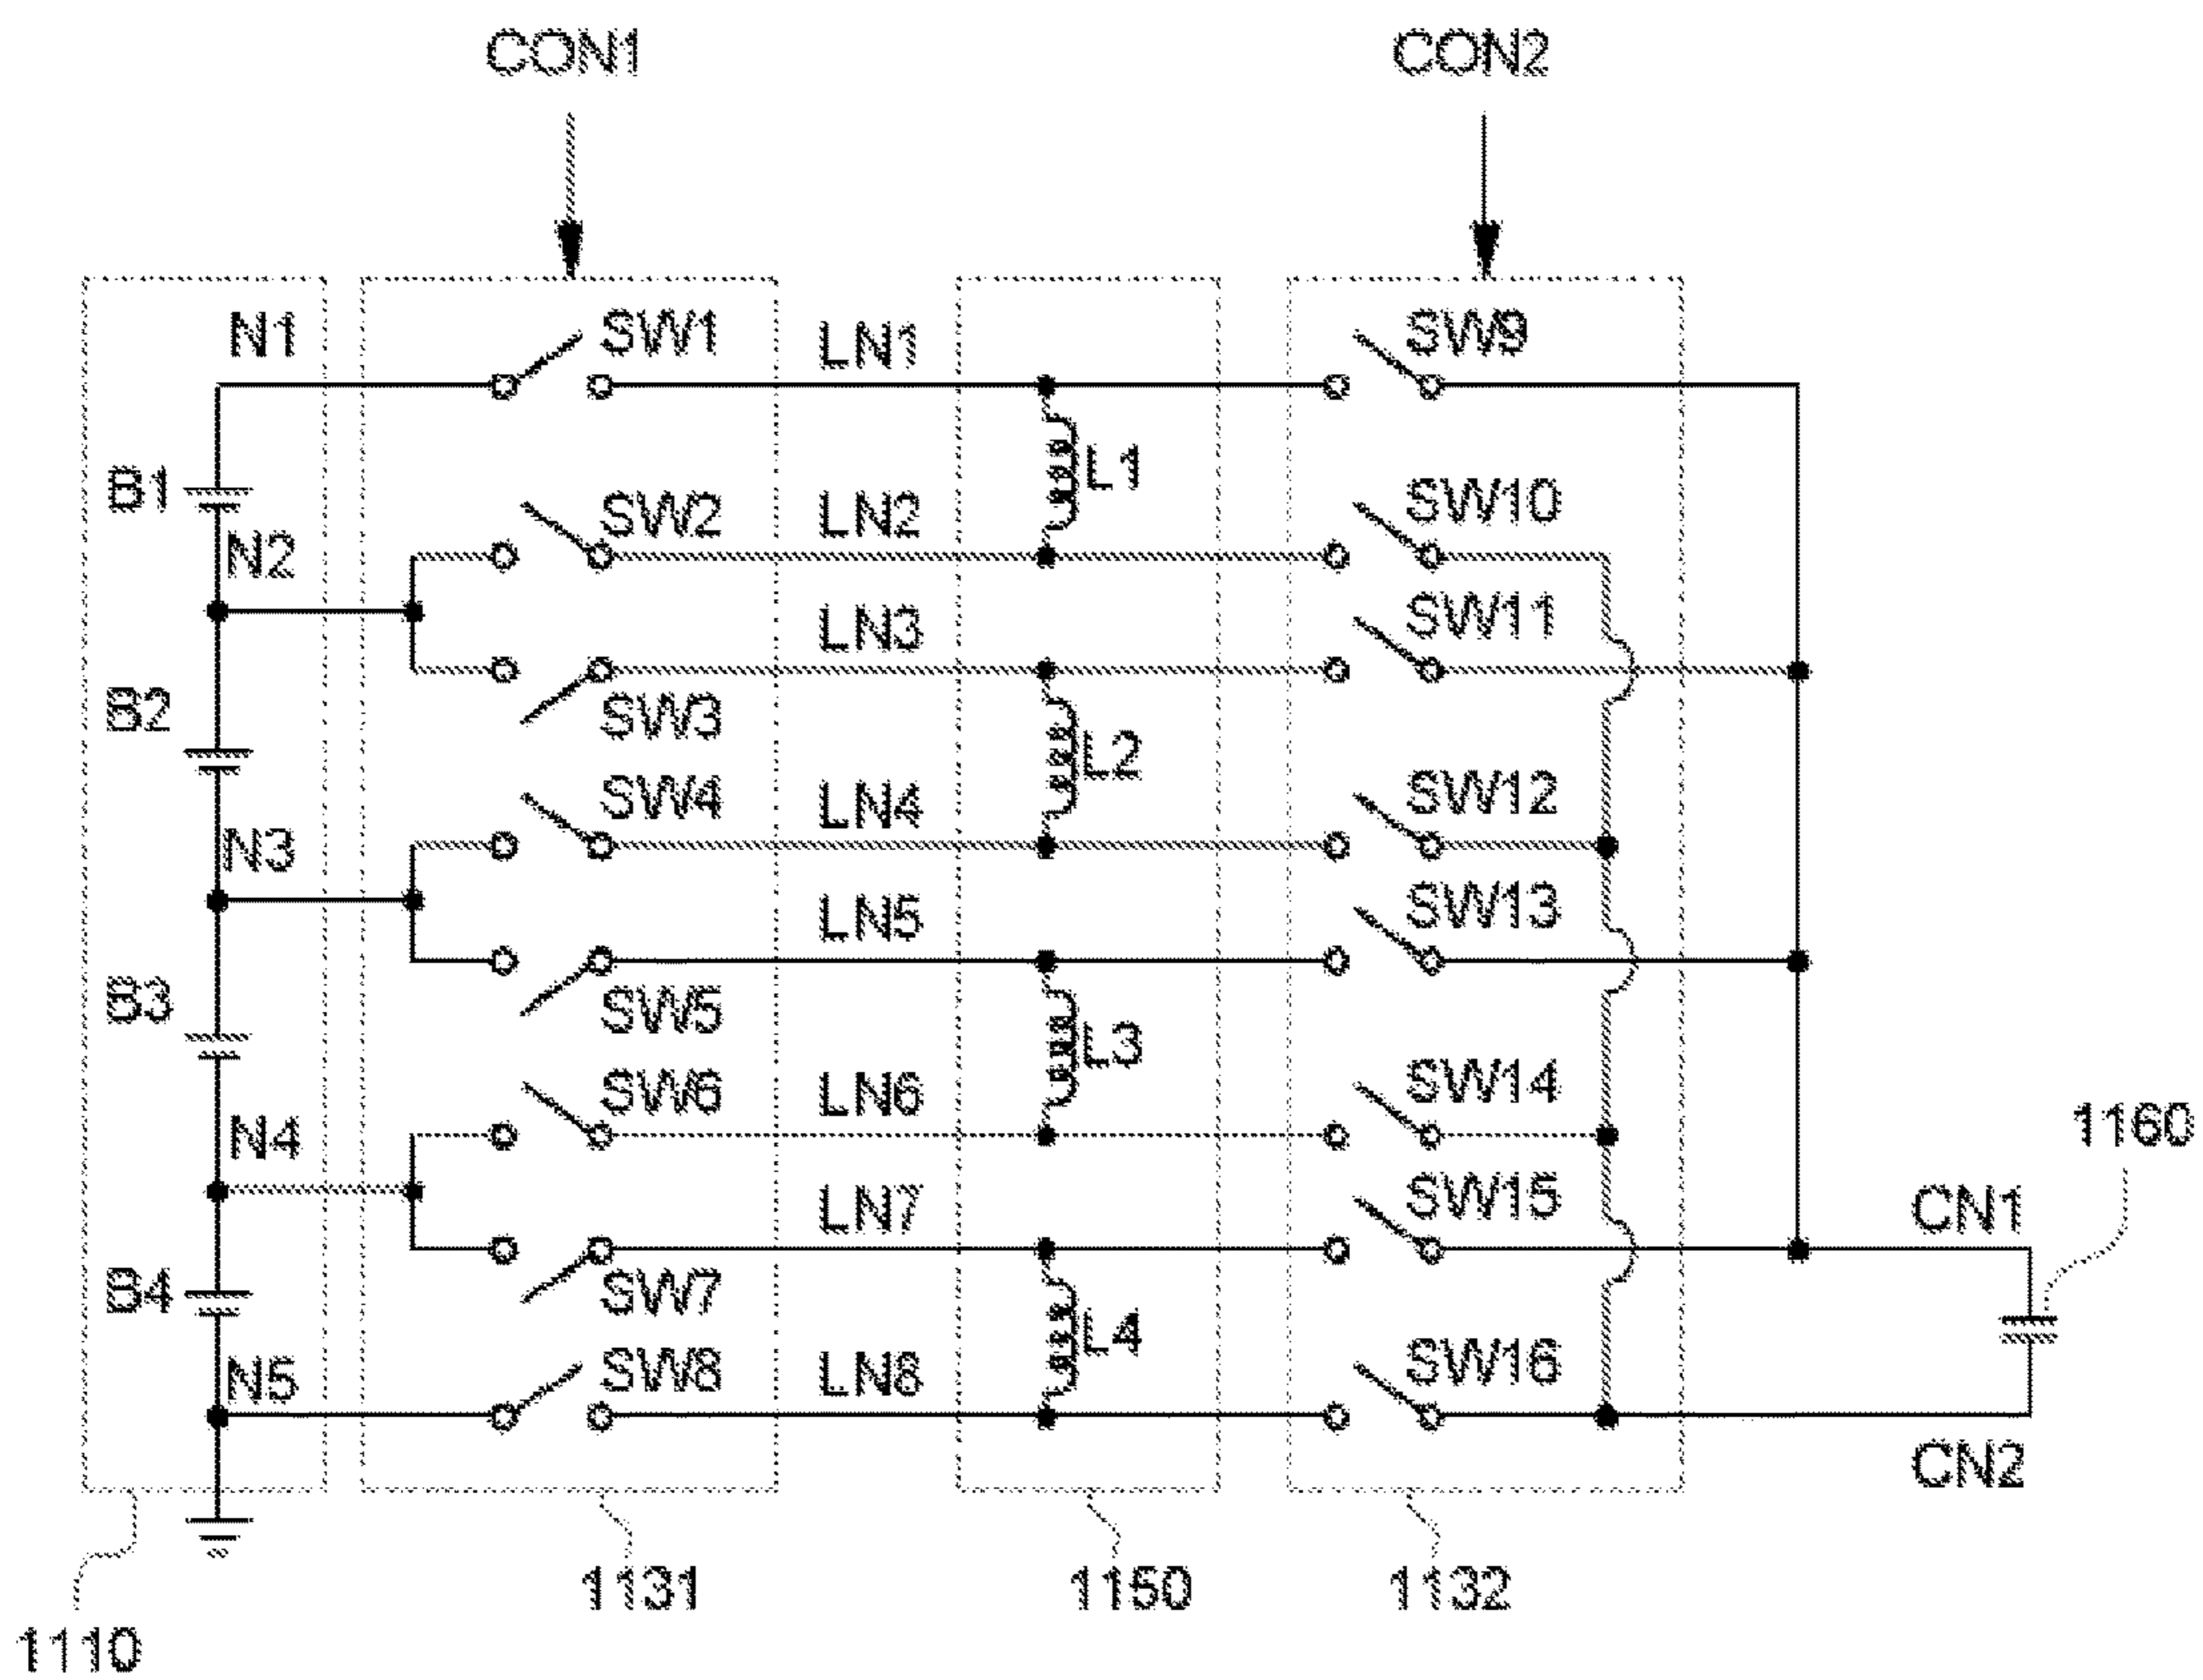 CON1 CON2
N1 SW1 LN1 SW9
B1 L1
N2 SW2 LN2 SW10
LN3 SW11
B2 SW3 L2
SW4 LN4 SW12
N3 LN5 SW13
B3 SW5 L3
SW6 LN6 SW14
N4 1160
LN7 SW15 CN1
B4 SW7 L4
N5 SW8 LN8 SW16
CN2
1131 1150 1132
1110